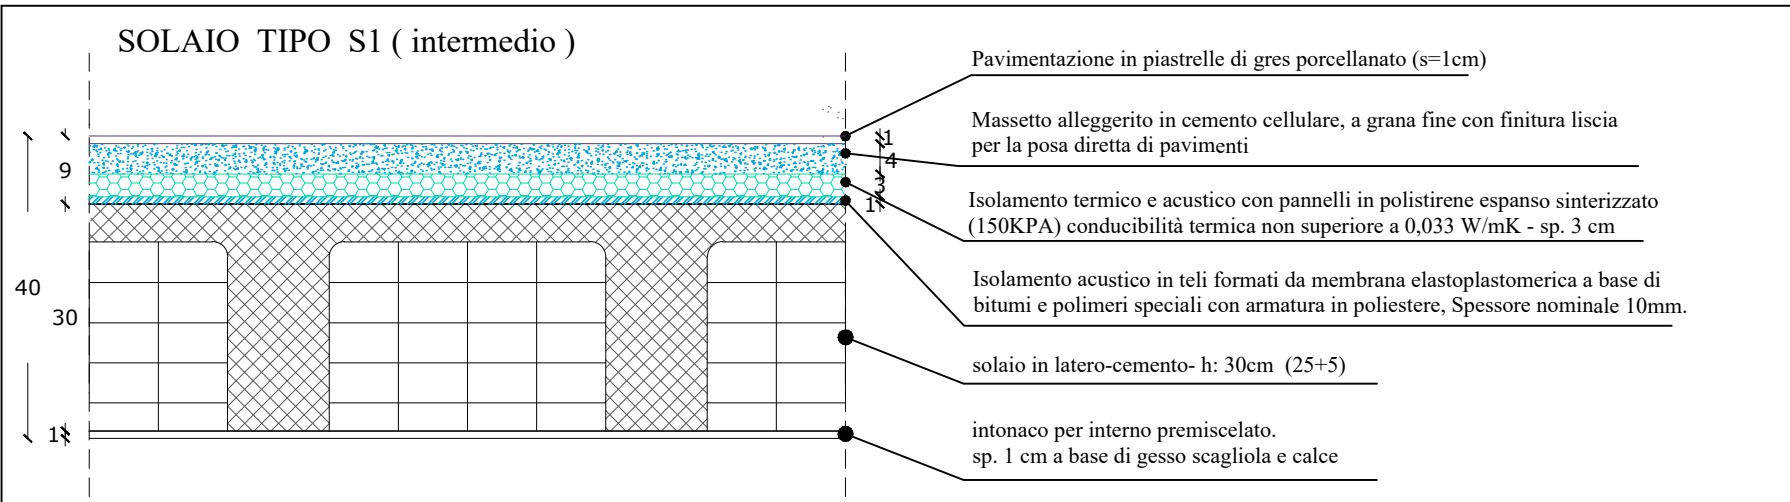 SOLAIO TIPO S1 ( intermedio )
Pavimentazione in piastrelle di gres porcellanato (s=1cm)
Massetto alleggerito in cemento cellulare, a grana fine con finitura liscia
per la posa diretta di pavimenti
Isolamento termico e acustico con pannelli in polistirene espanso sinterizzato
(150KPA) conducibilità termica non superiore a 0,033 W/mK - sp. 3 cm
Isolamento acustico in teli formati da membrana elastoplastomerica a base di
bitumi e polimeri speciali con armatura in poliestere, Spessore nominale 10mm.
solaio in latero-cemento- h: 30cm (25+5)
intonaco per interno premiscelato.
sp. 1 cm a base di gesso scagliola e calce
9
40
30
1
1
4
3
1